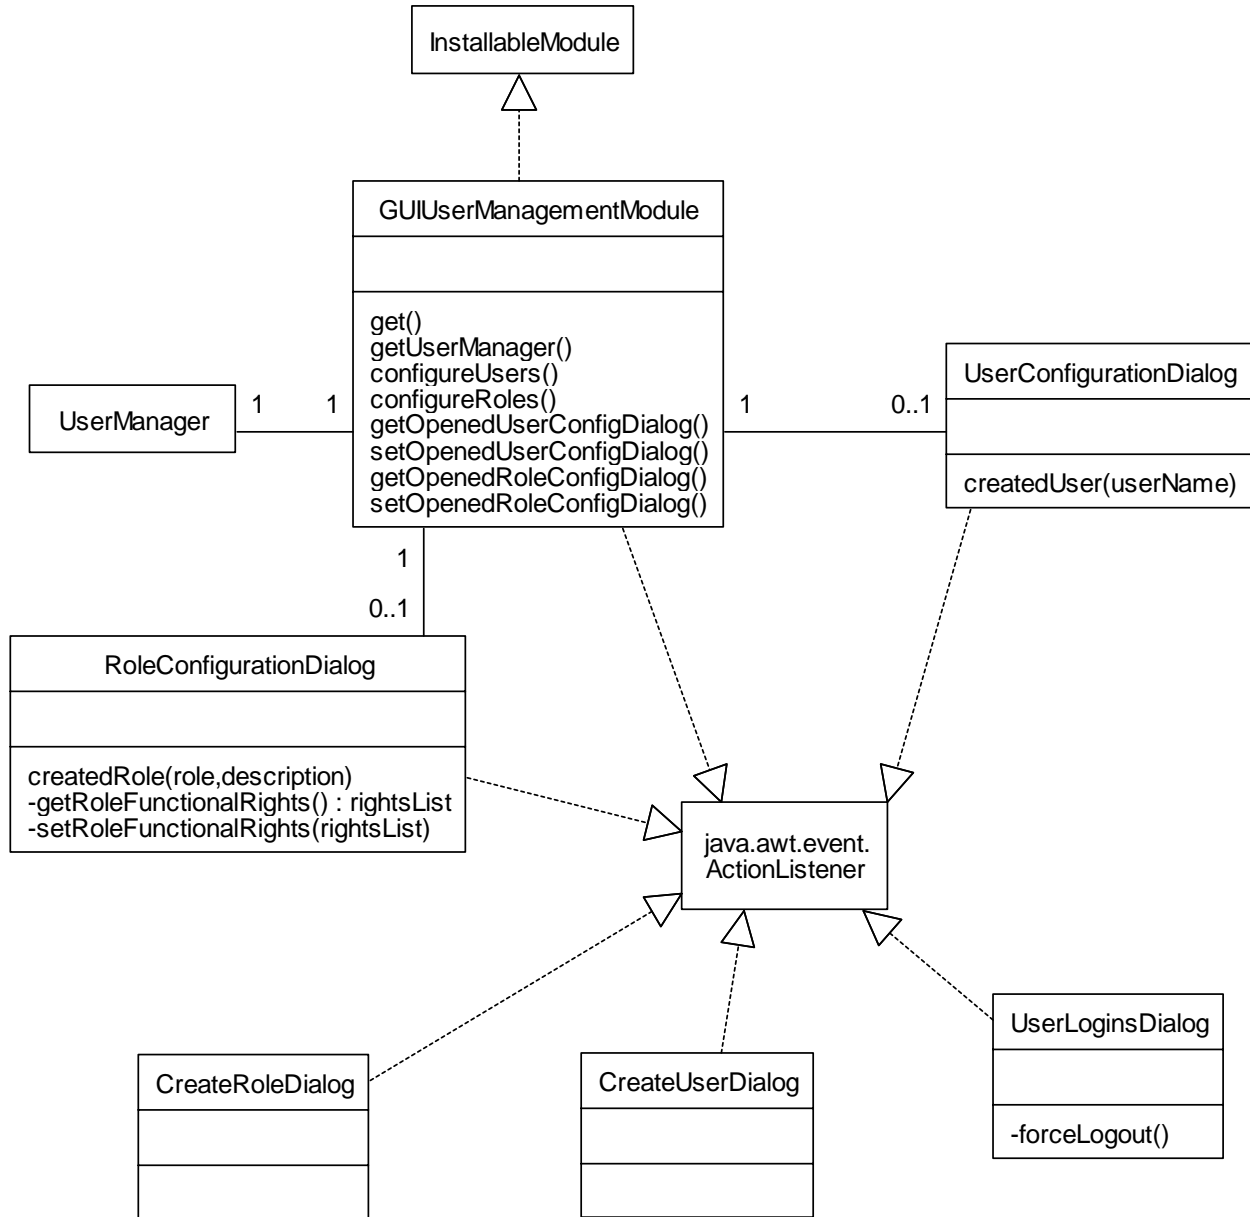 InstallableModule
GUIUserManagementModule
get()
getUserManager()
configureUsers()
configureRoles()
getOpenedUserConfigDialog()
setOpenedUserConfigDialog()
getOpenedRoleConfigDialog()
setOpenedRoleConfigDialog()
UserManager
1
1
1
0..1
UserConfigurationDialog
createdUser(userName)
1
0..1
RoleConfigurationDialog
createdRole(role,description)
-getRoleFunctionalRights() : rightsList
-setRoleFunctionalRights(rightsList)
java.awt.event.
ActionListener
CreateRoleDialog
CreateUserDialog
UserLoginsDialog
-forceLogout()